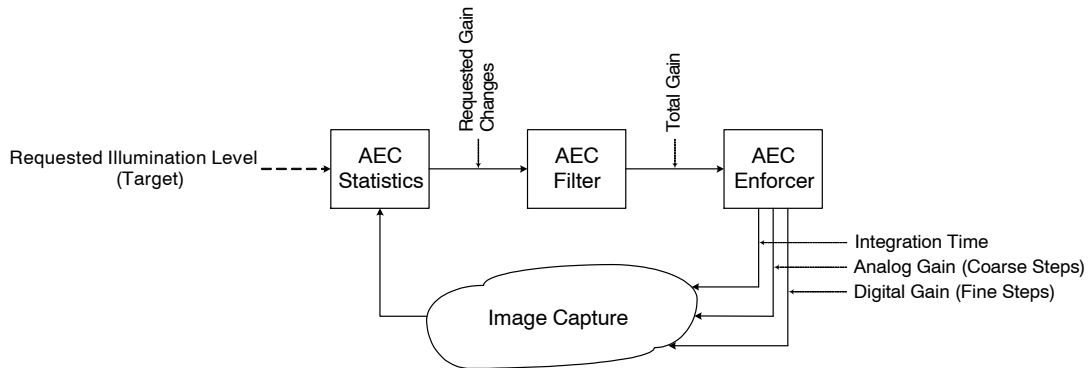 Requested Gain
Changes
Total Gain
Requested Illumination Level
(Target)
AEC
Statistics
AEC
Filter
AEC
Enforcer
Integration Time
Analog Gain (Coarse Steps)
Digital Gain (Fine Steps)
Image Capture